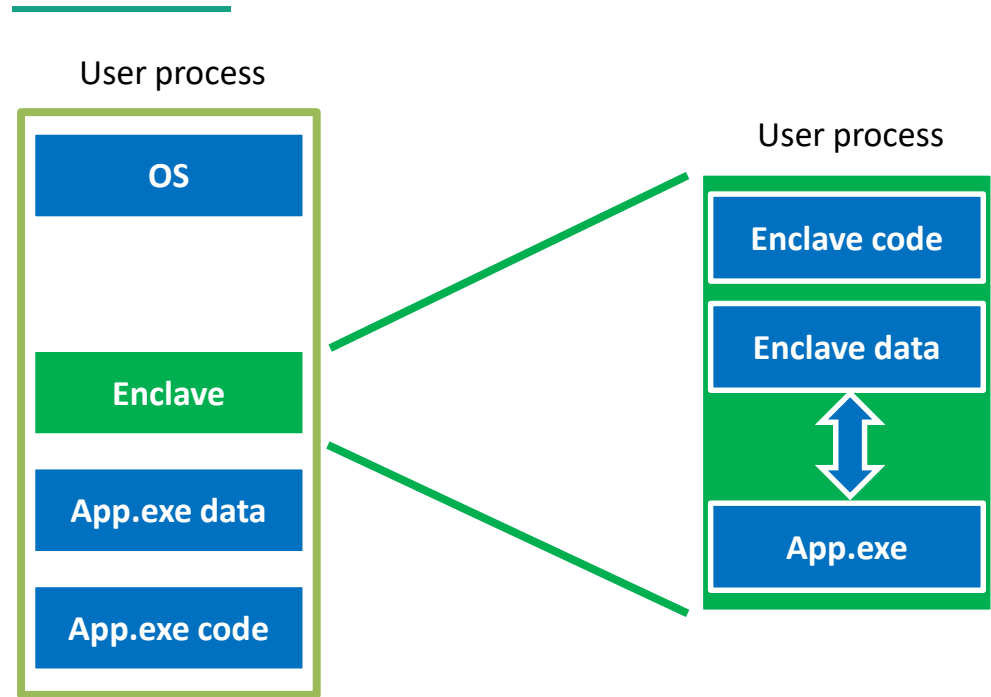 User process
OS
Enclave
App.exe data
App.exe code
User process
Enclave code
Enclave data
App.exe